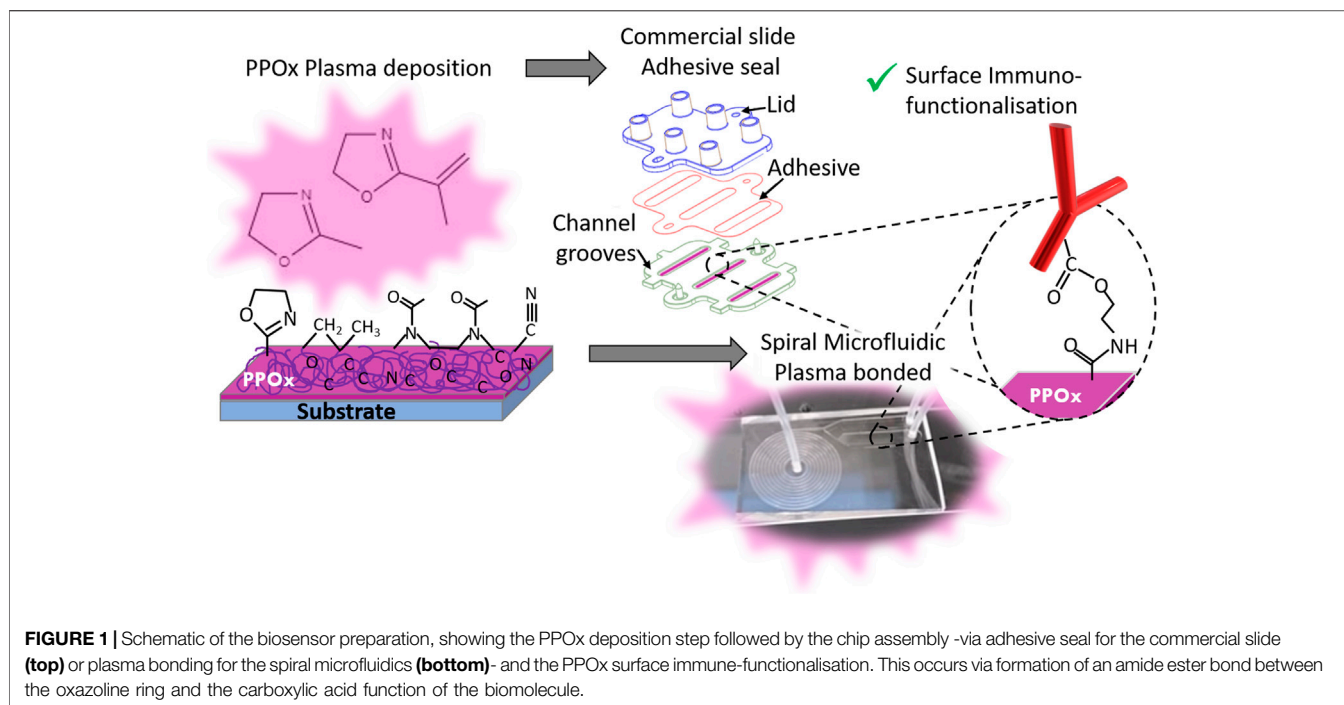 PPOx Plasma deposition
Commercial slide
Adhesive seal
Lid
Adhesive
Channel
grooves
✓ Surface Immuno-
functionalisation
N
O
N
O
O
N
O
CH₂
CH₃
O
N
O
N
N
C
O
C
C
C
N
C
O
C
C
C
O
N
PPOx
Substrate
Spiral Microfluidic
Plasma bonded
C
O
O
O
NH
PPOx
FIGURE 1 | Schematic of the biosensor preparation, showing the PPOx deposition step followed by the chip assembly -via adhesive seal for the commercial slide
(top) or plasma bonding for the spiral microfluidics (bottom)- and the PPOx surface immune-functionalisation. This occurs via formation of an amide ester bond between
the oxazoline ring and the carboxylic acid function of the biomolecule.